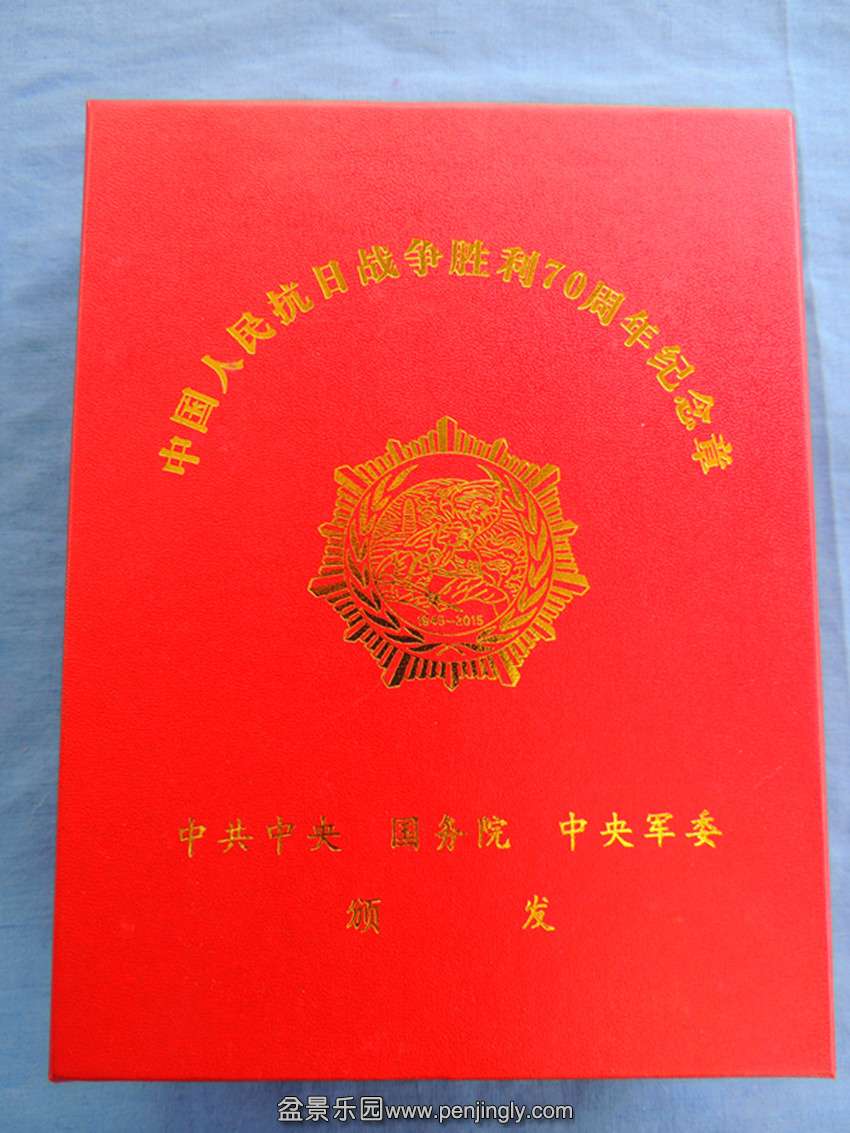 中国人民抗日战争胜利70周年纪念章
1945-2015
中共中央 国务院 中央军委
颁 发
盆景乐园www.penjingly.com